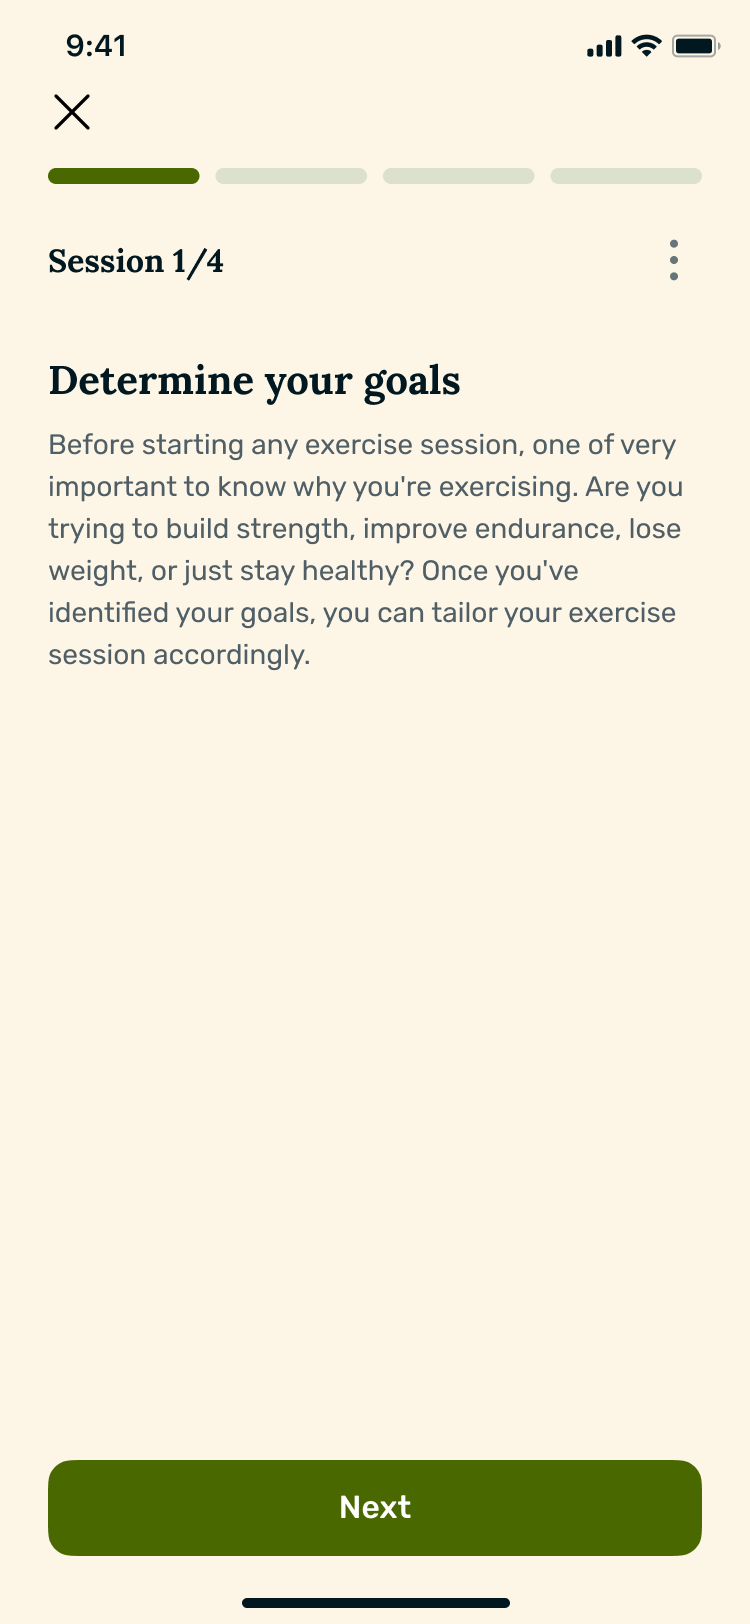 9:41
Session 1/4
Determine your goals
Before starting any exercise session, one of very
important to know why you're exercising. Are you
trying to build strength, improve endurance, lose
weight, or just stay healthy? Once you've
identified your goals, you can tailor your exercise
session accordingly.
Next